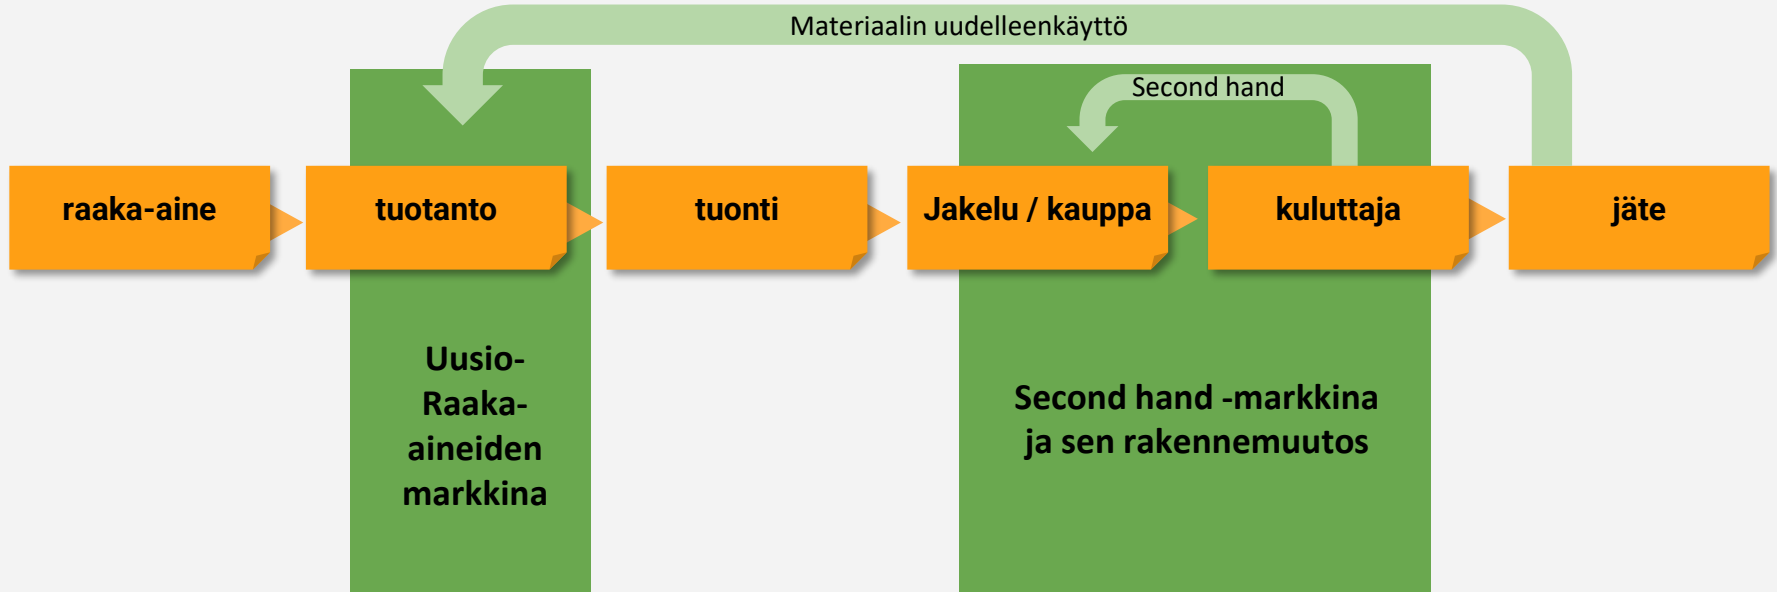 Materiaalin uudelleenkäyttö
Second hand
raaka-aine
tuotanto
tuonti
Jakelu / kauppa
kuluttaja
jäte
Uusio-
Raaka-
aineiden
markkina
Second hand -markkina
ja sen rakennemuutos